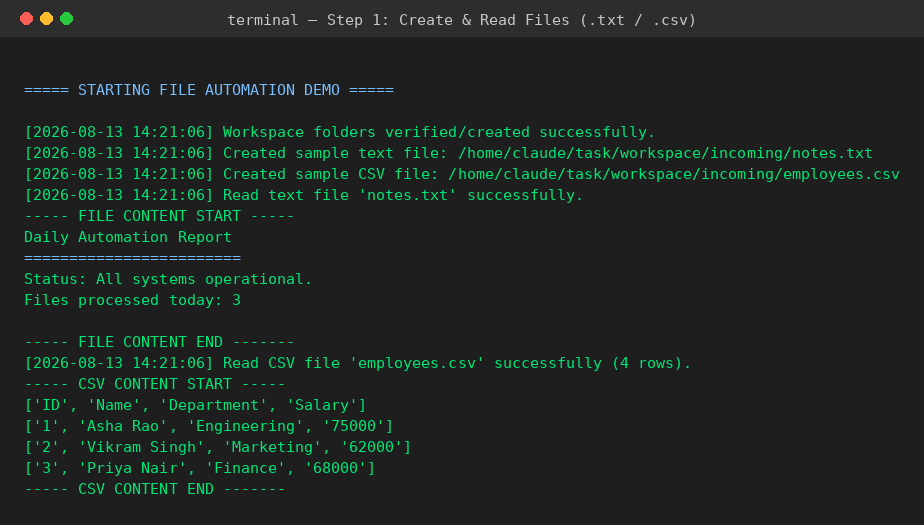 terminal — Step 1: Create & Read Files (.txt / .csv)
===== STARTING FILE AUTOMATION DEMO =====
[2026-08-13 14:21:06] Workspace folders verified/created successfully.
[2026-08-13 14:21:06] Created sample text file: /home/claude/task/workspace/incoming/notes.txt
[2026-08-13 14:21:06] Created sample CSV file: /home/claude/task/workspace/incoming/employees.csv
[2026-08-13 14:21:06] Read text file 'notes.txt' successfully.
----- FILE CONTENT START -----
Daily Automation Report
========================
Status: All systems operational.
Files processed today: 3
----- FILE CONTENT END -------
[2026-08-13 14:21:06] Read CSV file 'employees.csv' successfully (4 rows).
----- CSV CONTENT START -----
['ID', 'Name', 'Department', 'Salary']
['1', 'Asha Rao', 'Engineering', '75000']
['2', 'Vikram Singh', 'Marketing', '62000']
['3', 'Priya Nair', 'Finance', '68000']
----- CSV CONTENT END -------